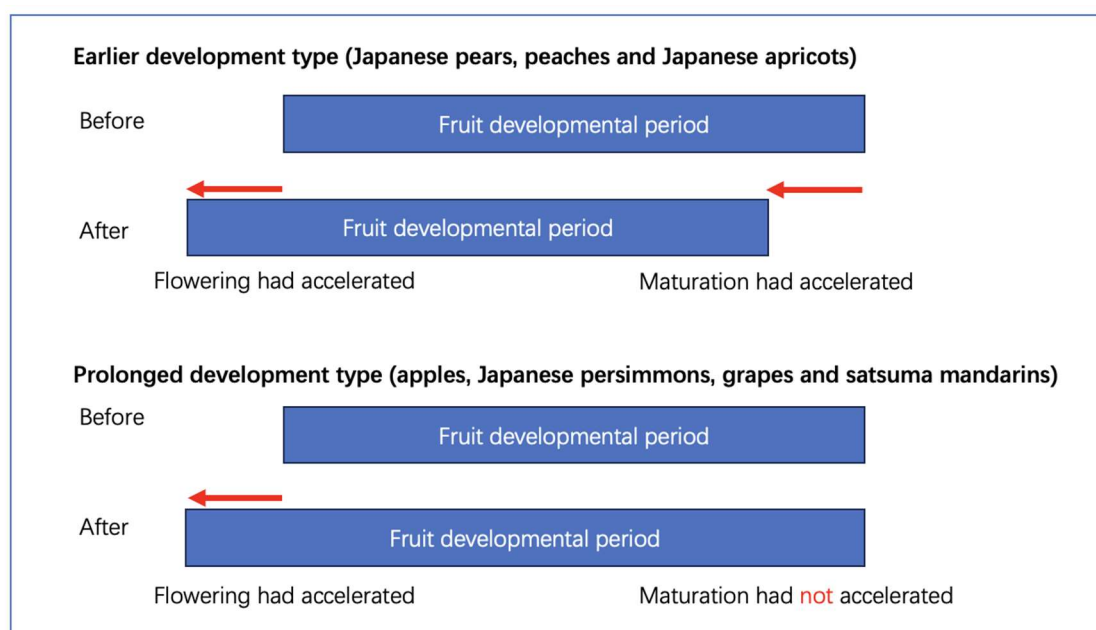 Earlier development type (Japanese pears, peaches and Japanese apricots)
Before
Fruit developmental period
After
Fruit developmental period
Flowering had accelerated
Maturation had accelerated
Prolonged development type (apples, Japanese persimmons, grapes and satsuma mandarins)
Before
Fruit developmental period
After
Fruit developmental period
Flowering had accelerated
Maturation had not accelerated